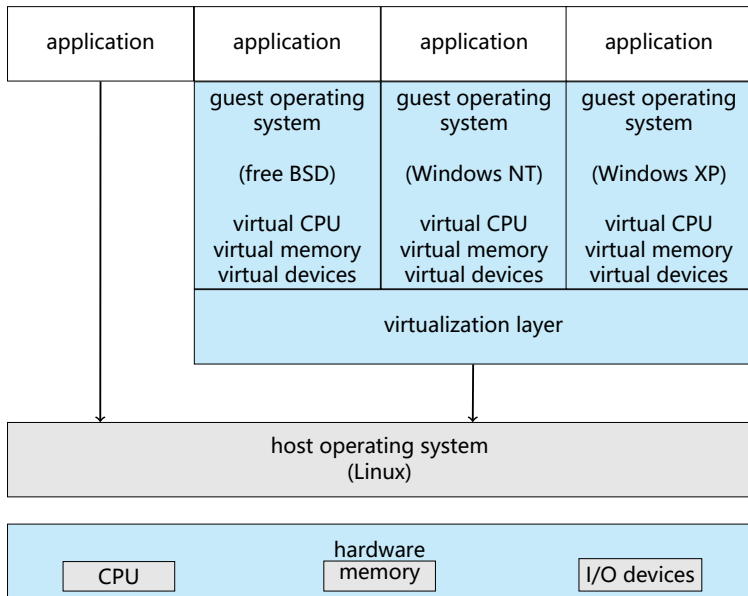 application
application
application
application
guest operating
system
(free BSD)
virtual CPU
virtual memory
virtual devices
guest operating
system
(Windows NT)
virtual CPU
virtual memory
virtual devices
guest operating
system
(Windows XP)
virtual CPU
virtual memory
virtual devices
virtualization layer
host operating system
(Linux)
hardware
CPU
memory
I/O devices